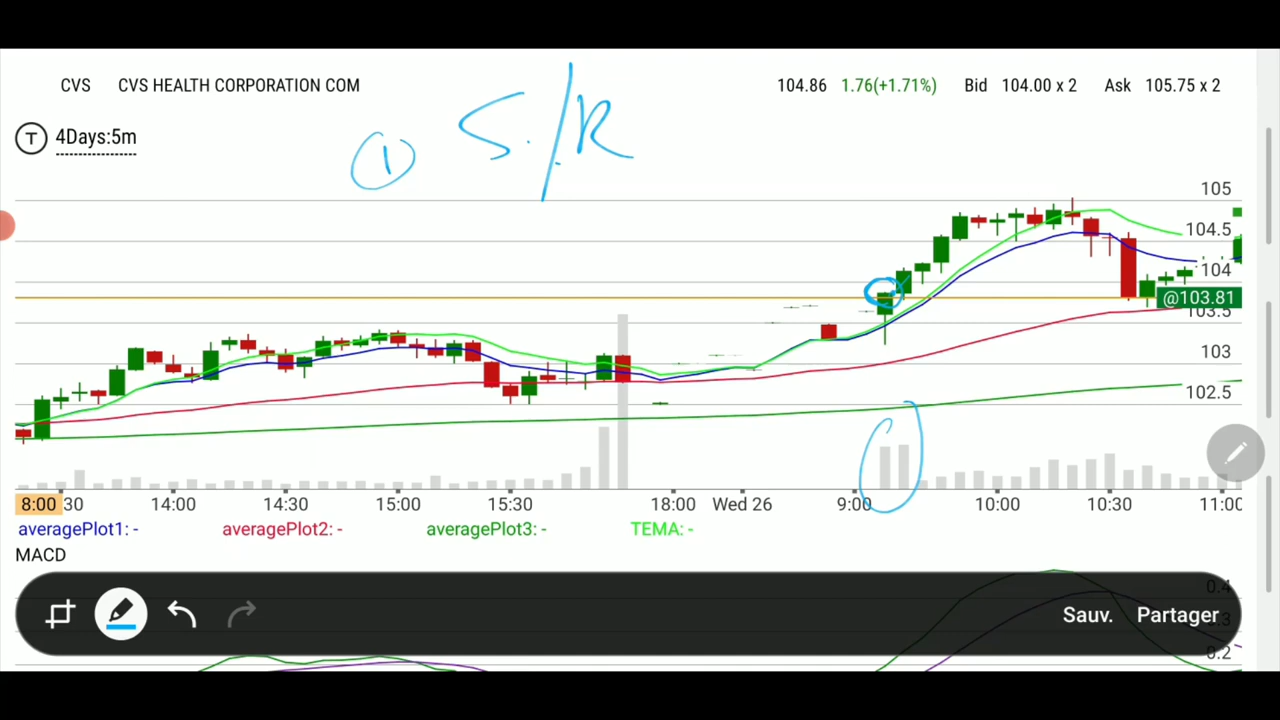 CVS CVS HEALTH CORPORATION COM 104.86 1.76(+1.71%) Bid 104.00 x 2 Ask 105.75 x 2
T 4Days:5m
1 S/R
105
104.5
104
@103.81
103.5
103
102.5
8:00 30 14:00 14:30 15:00 15:30 18:00 Wed 26 9:00 10:00 10:30 11:00
averagePlot1: - averagePlot2: - averagePlot3: - TEMA: -
MACD
0.4
0.3
Sauv. Partager
0.2